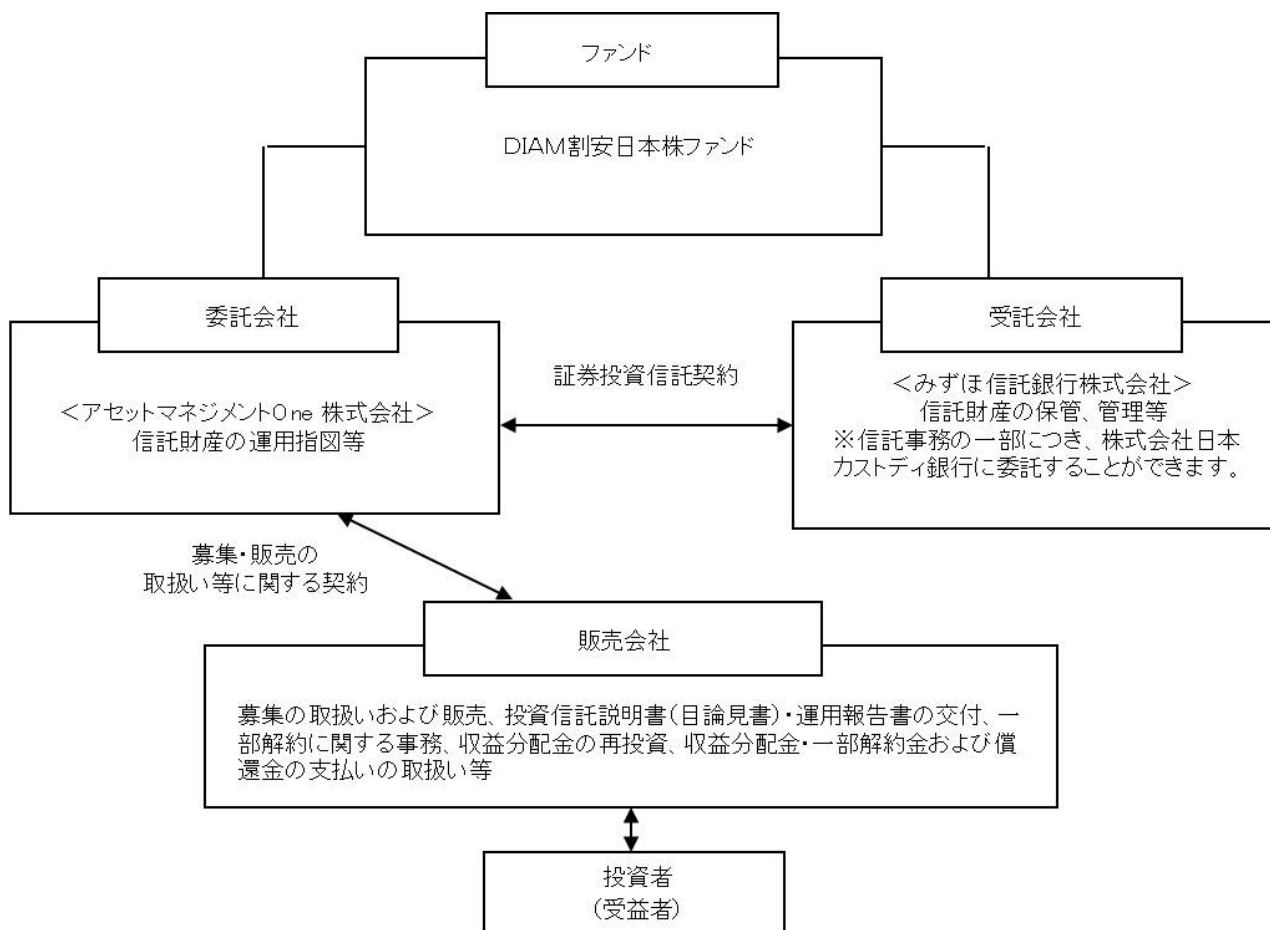 ファンド
DIAM割安日本株ファンド
委託会社
<アセットマネジメントOne 株式会社>
信託財産の運用指図等
証券投資信託契約
受託会社
<みずほ信託銀行株式会社>
信託財産の保管、管理等
※信託事務の一部につき、株式会社日本
カストディ銀行に委託することができます。
募集・販売の
取扱い等に関する契約
販売会社
募集の取扱いおよび販売、投資信託説明書(目論見書)・運用報告書の交付、一
部解約に関する事務、収益分配金の再投資、収益分配金・一部解約金および償
還金の支払いの取扱い等
投資者
(受益者)